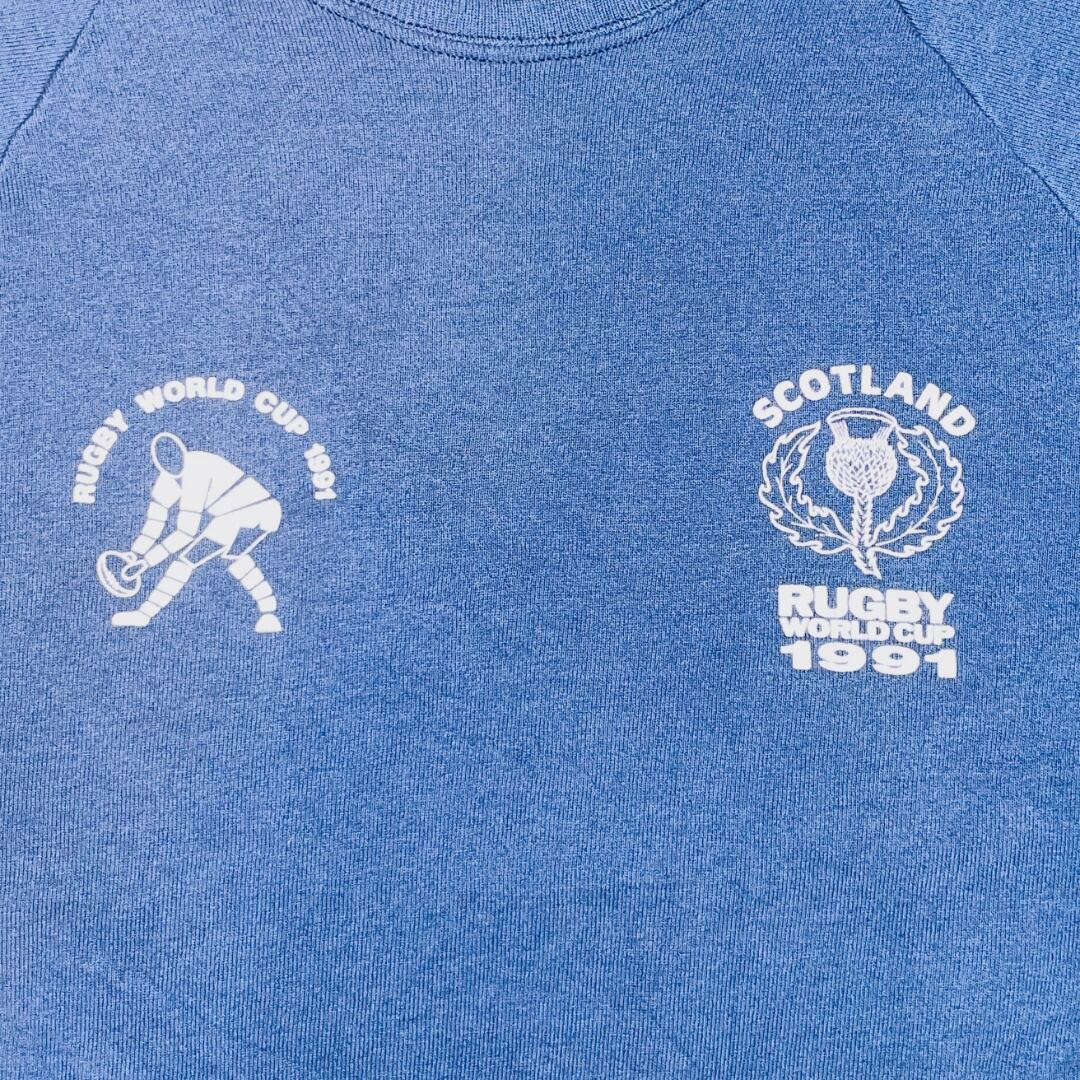 RUGBY WORLD CUP 1991
SCOTLAND
RUGBY
WORLD CUP
1991